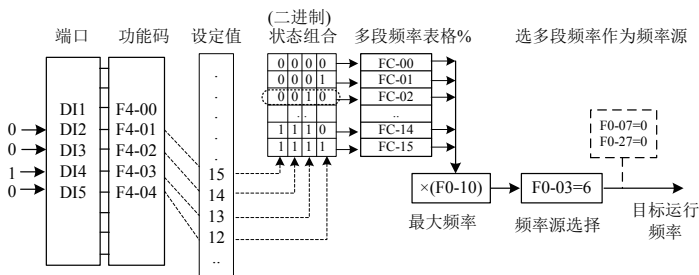 (二进制)
端口 功能码 设定值 状态组合 多段频率表格% 选多段频率作为频率源
0 0 0 0 FC-00
0 0 0 1 FC-01
0 0 1 0 FC-02
... ..
1 1 1 0 FC-14
1 1 1 1 FC-15
DI1 F4-00
0 DI2 F4-01
0 DI3 F4-02
1 DI4 F4-03
0 DI5 F4-04
.
.
.
.
15
14
13
12
..
F0-07=0
F0-27=0
×(F0-10) F0-03=6
最大频率 频率源选择 目标运行
频率